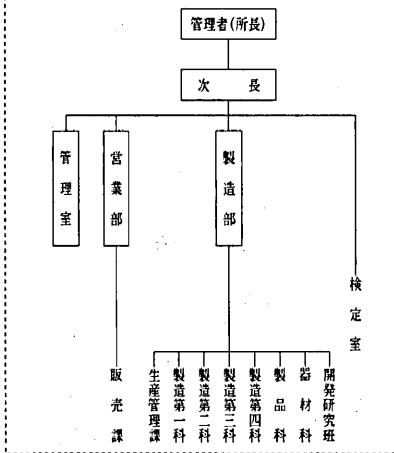 管理者(所長)
次長
管理室
営業部
製造部
検定室
販売課
生産管理課
製造第一科
製造第二科
製造第三科
製造第四科
製品科
器材科
開発研究班